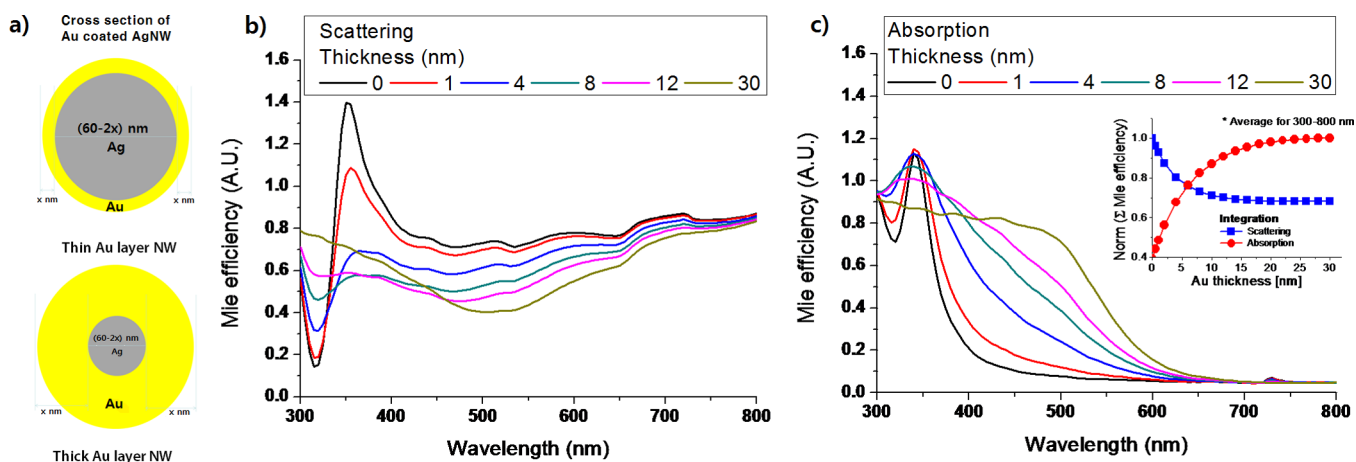 a)
Cross section of
Au coated AgNW
(60-2x) nm
Ag
x nm
x nm
Au
Thin Au layer NW
(60-2x) nm
Ag
Au
x nm
x nm
Thick Au layer NW
b)
Scattering
Thickness (nm)
0 1 4 8 12 30
1.6
1.4
1.2
1.0
0.8
0.6
0.4
0.2
0.0
Mie efficiency (A.U.)
300 400 500 600 700 800
Wavelength (nm)
c)
Absorption
Thickness (nm)
0 1 4 8 12 30
1.6
1.4
1.2
1.0
0.8
0.6
0.4
0.2
0.0
Mie efficiency (A.U.)
300 400 500 600 700 800
Wavelength (nm)
* Average for 300-800 nm
1.0
0.8
0.6
0.4
Norm (Σ Mie efficiency)
Integration
Scattering
Absorption
0 5 10 15 20 25 30
Au thickness [nm]